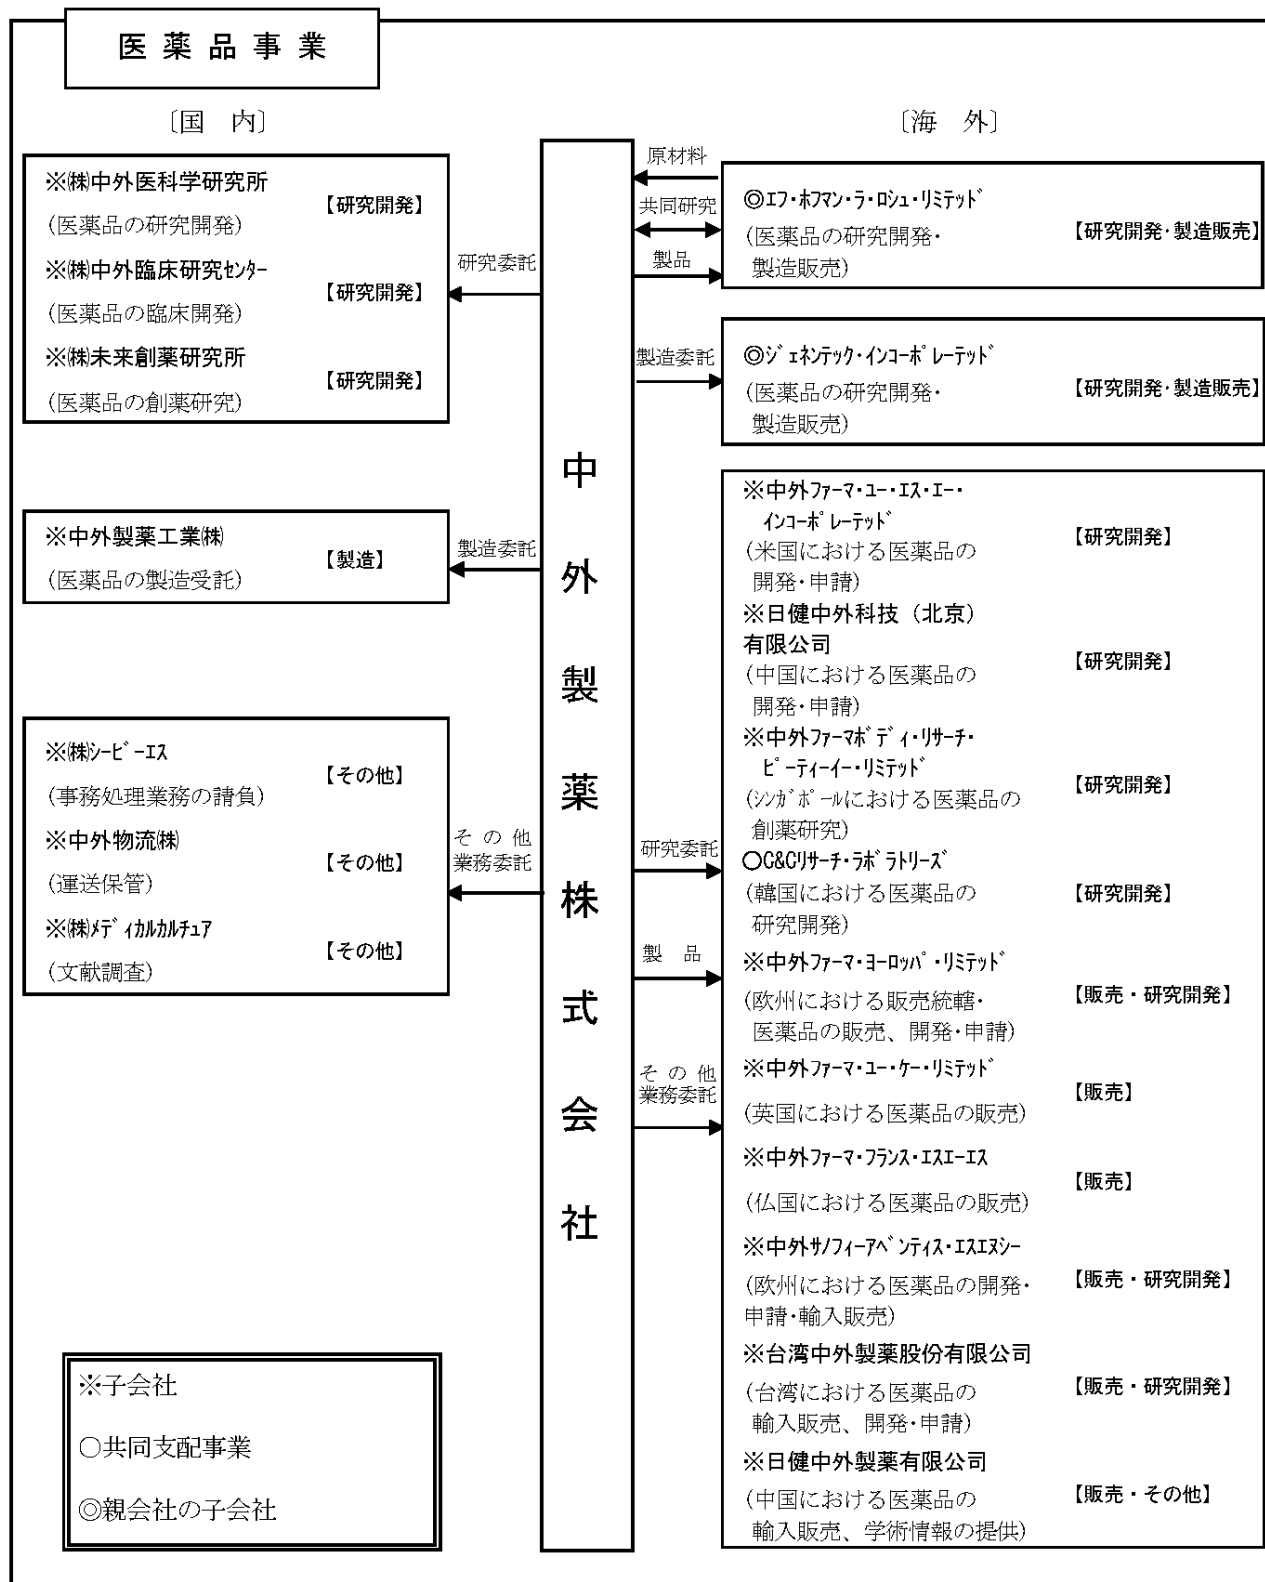 医薬品事業
〔国　内〕
※㈱中外医科学研究所
【研究開発】
(医薬品の研究開発)
※㈱中外臨床研究ｾﾝﾀｰ
【研究開発】
(医薬品の臨床開発)
※㈱未来創薬研究所
【研究開発】
(医薬品の創薬研究)
研究委託
※中外製薬工業㈱
【製造】
(医薬品の製造受託)
製造委託
※㈱ｼｰﾋﾞｰｴｽ
【その他】
(事務処理業務の請負)
※中外物流㈱
【その他】
(運送保管)
※㈱ﾒﾃﾞｨｶﾙｶﾙﾁｭｱ
【その他】
(文献調査)
その他
業務委託
※子会社
○共同支配事業
◎親会社の子会社
中外製薬株式会社
〔海　外〕
原材料
共同研究
製品
◎ｴﾌ･ﾎﾌﾏﾝ･ﾗ･ﾛｼｭ･ﾘﾐﾃｯﾄﾞ
【研究開発･製造販売】
(医薬品の研究開発･
製造販売)
製造委託
◎ｼﾞｪﾈﾝﾃｯｸ･ｲﾝｺｰﾎﾟﾚｰﾃｯﾄﾞ
【研究開発･製造販売】
(医薬品の研究開発･
製造販売)
研究委託
製　品
その他
業務委託
※中外ﾌｧｰﾏ･ﾕｰ･ｴｽ･ｴｰ･
ｲﾝｺｰﾎﾟﾚｰﾃｯﾄﾞ
【研究開発】
(米国における医薬品の
開発･申請)
※日健中外科技（北京）
有限公司
【研究開発】
(中国における医薬品の
開発･申請)
※中外ﾌｧｰﾏﾎﾞﾃﾞｨ･ﾘｻｰﾁ･
ﾋﾟｰﾃｨｰｲｰ･ﾘﾐﾃｯﾄﾞ
【研究開発】
(ｼﾝｶﾞﾎﾟｰﾙにおける医薬品の
創薬研究)
○C&Cﾘｻｰﾁ･ﾗﾎﾞﾗﾄﾘｰｽﾞ
【研究開発】
(韓国における医薬品の
研究開発)
※中外ﾌｧｰﾏ･ﾖｰﾛｯﾊﾟ･ﾘﾐﾃｯﾄﾞ
【販売・研究開発】
(欧州における販売統轄･
医薬品の販売、開発･申請)
※中外ﾌｧｰﾏ･ﾕｰ･ｹｰ･ﾘﾐﾃｯﾄﾞ
【販売】
(英国における医薬品の販売)
※中外ﾌｧｰﾏ･ﾌﾗﾝｽ･ｴｽｴｰｴｽ
【販売】
(仏国における医薬品の販売)
※中外ｻﾉﾌｨｰｱﾍﾞﾝﾃｨｽ･ｴｽｴﾇｼｰ
【販売・研究開発】
(欧州における医薬品の開発･
申請･輸入販売)
※台湾中外製薬股份有限公司
【販売・研究開発】
(台湾における医薬品の
輸入販売、開発･申請)
※日健中外製薬有限公司
【販売・その他】
(中国における医薬品の
輸入販売、学術情報の提供)